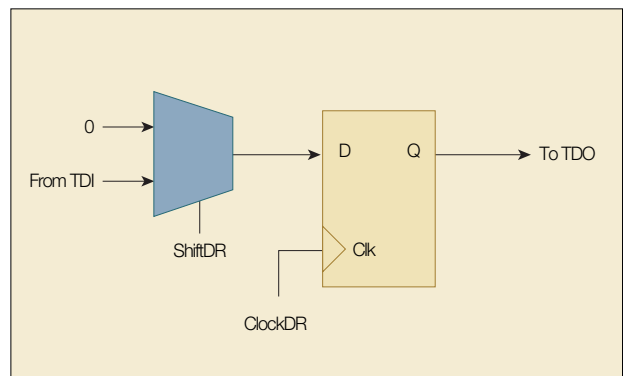 0
From TDI
ShiftDR
D
Q
Clk
ClockDR
To TDO